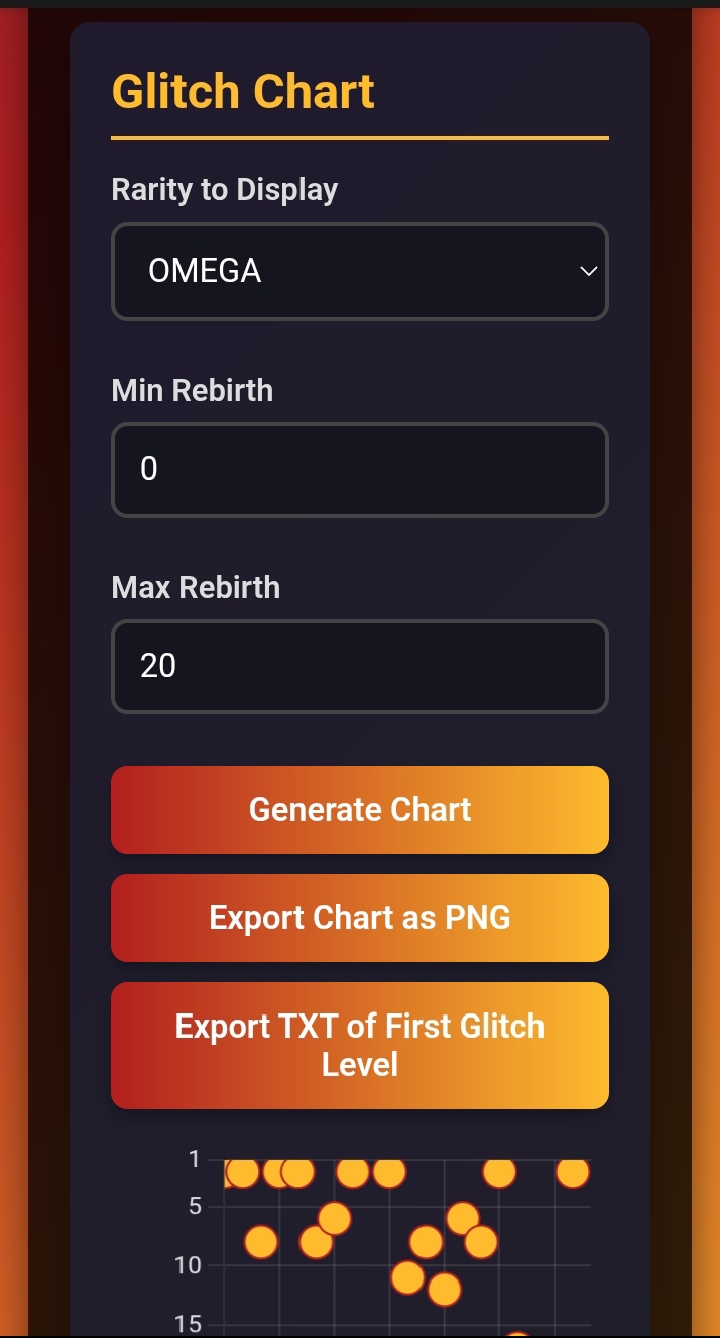 Glitch Chart
Rarity to Display
OMEGA
Min Rebirth
0
Max Rebirth
20
Generate Chart
Export Chart as PNG
Export TXT of First Glitch
Level
1
5
10
15